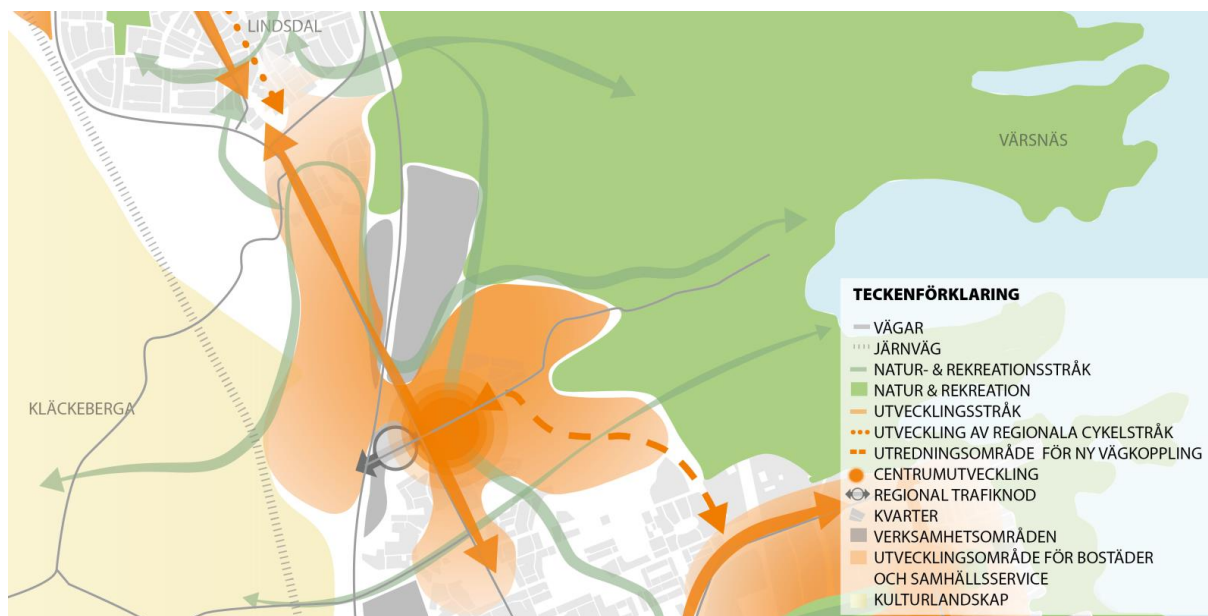 LINDSDAL
VÄRSNÄS
KLÄCKEBERGA
TECKENFÖRKLARING
VÄGAR
JÄRNVÄG
NATUR- & REKREATIONSSTRÅK
NATUR & REKREATION
UTVECKLINGSSTRÅK
UTVECKLING AV REGIONALA CYKELSTRÅK
UTREDNINGSOMRÅDE FÖR NY VÄGKOPPLING
CENTRUMUTVECKLING
REGIONAL TRAFIKNOD
KVARTER
VERKSAMHETSOMRÅDEN
UTVECKLINGSOMRÅDE FÖR BOSTÄDER
OCH SAMHÄLLSSERVICE
KULTURLANDSKAP